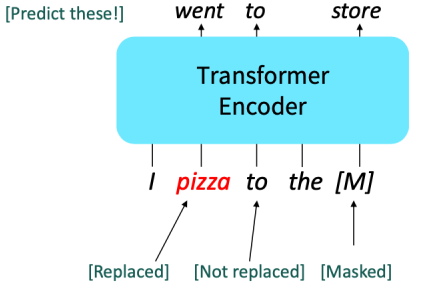 [Predict these!] went to store
Transformer
Encoder
I pizza to the [M]
[Replaced] [Not replaced] [Masked]